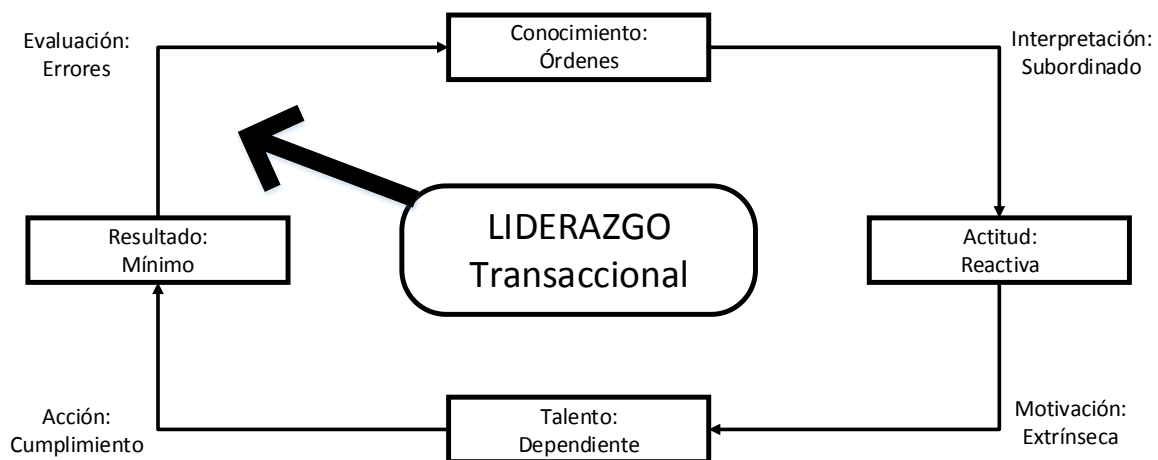 Evaluación:
Errores
Conocimiento:
Órdenes
Interpretación:
Subordinado
LIDERAZGO
Transaccional
Resultado:
Mínimo
Actitud:
Reactiva
Acción:
Cumplimiento
Talento:
Dependiente
Motivación:
Extrínseca